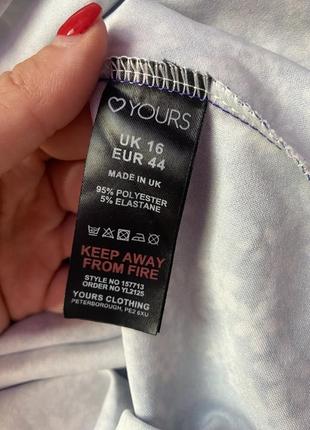 YOURS
UK 16
EUR 44
MADE IN UK
95% POLYESTER
5% ELASTANE
KEEP AWAY
FROM FIRE
STYLE NO 157713
ORDER NO YL2125
YOURS CLOTHING
PETERBOROUGH, PE2 6XU